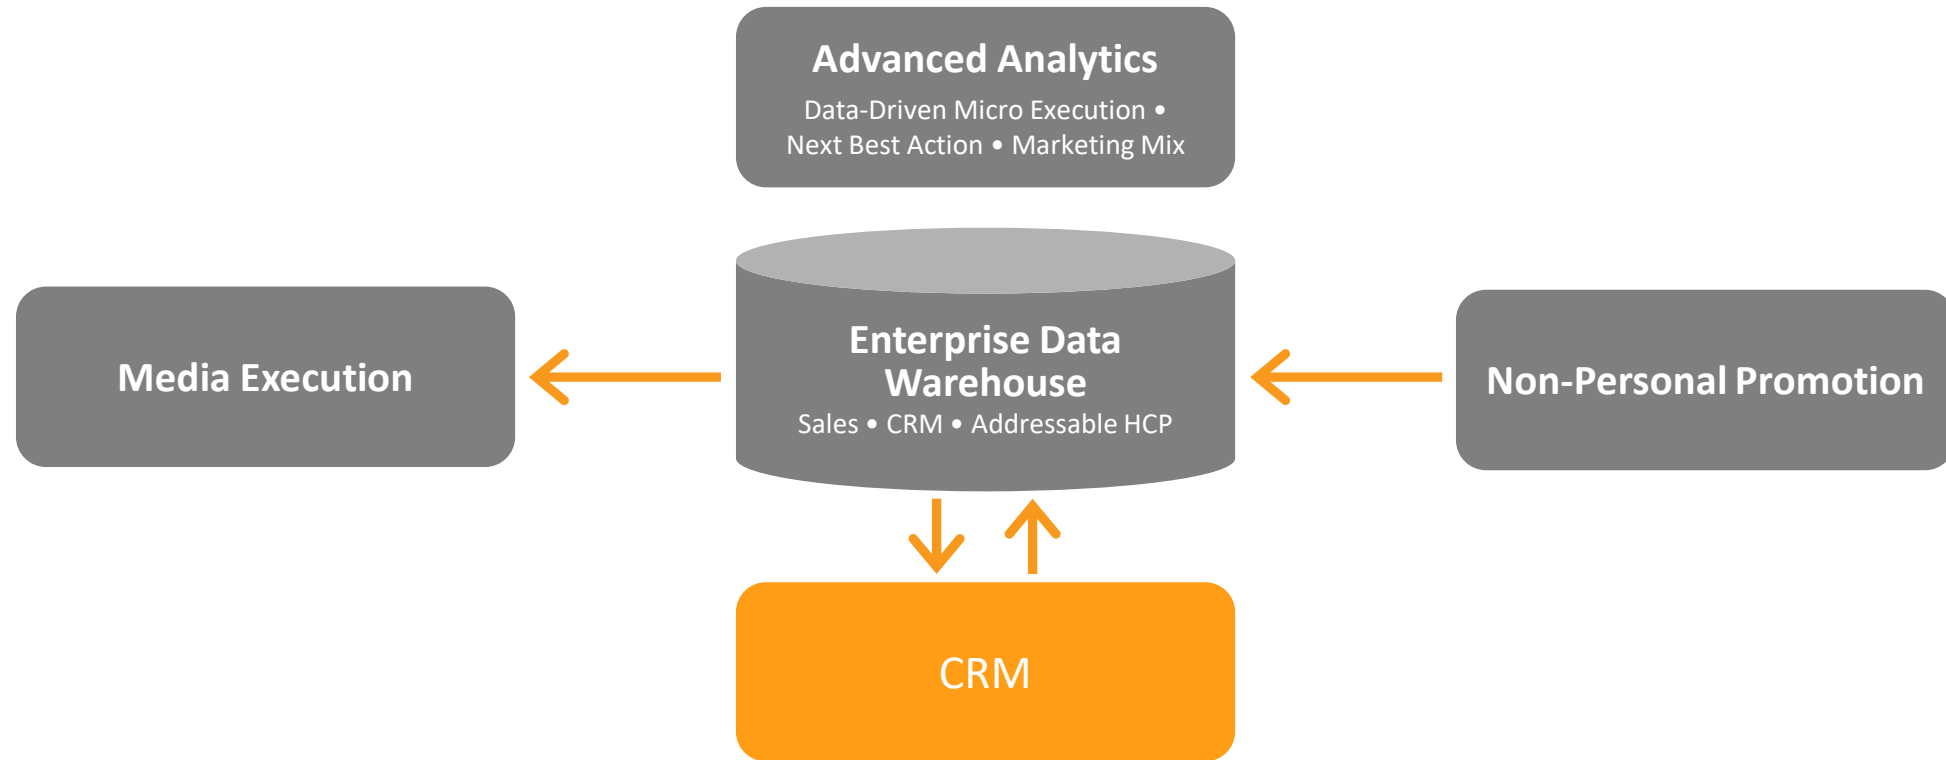 Advanced Analytics
Data-Driven Micro Execution •
Next Best Action • Marketing Mix
Enterprise Data
Warehouse
Sales • CRM • Addressable HCP
Media Execution
Non-Personal Promotion
CRM